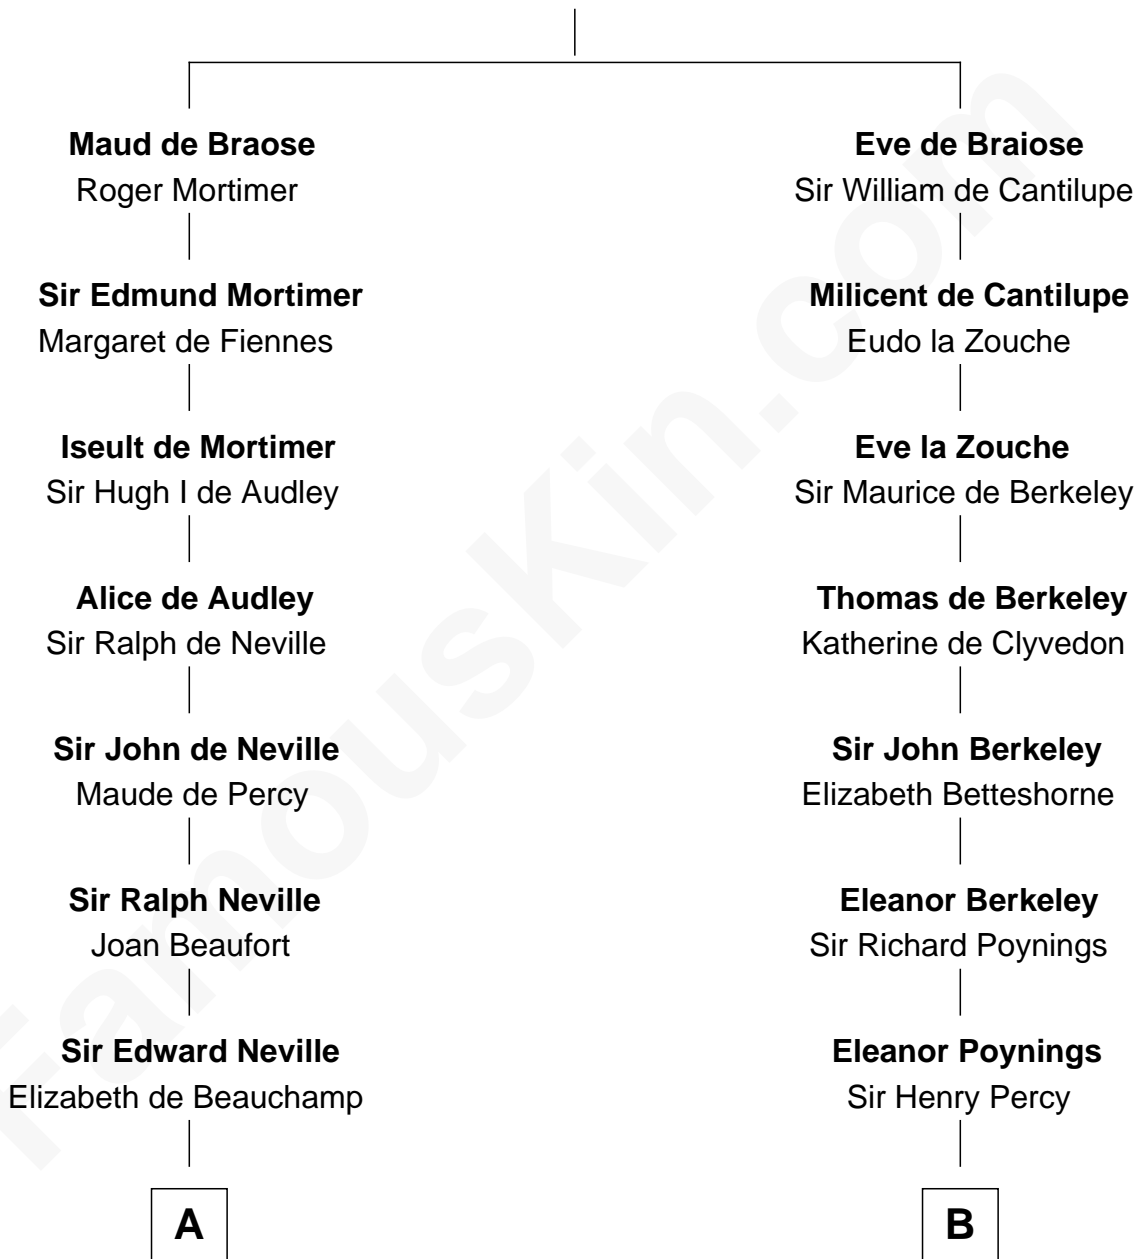 Maud de Braose
Roger Mortimer
Sir Edmund Mortimer
Margaret de Fiennes
Iseult de Mortimer
Sir Hugh I de Audley
Alice de Audley
Sir Ralph de Neville
Sir John de Neville
Maude de Percy
Sir Ralph Neville
Joan Beaufort
Sir Edward Neville
Elizabeth de Beauchamp
A
Eve de Braiose
Sir William de Cantilupe
Milicent de Cantilupe
Eudo la Zouche
Eve la Zouche
Sir Maurice de Berkeley
Thomas de Berkeley
Katherine de Clyvedon
Sir John Berkeley
Elizabeth Betteshorne
Eleanor Berkeley
Sir Richard Poynings
Eleanor Poynings
Sir Henry Percy
B
FamousKin.com